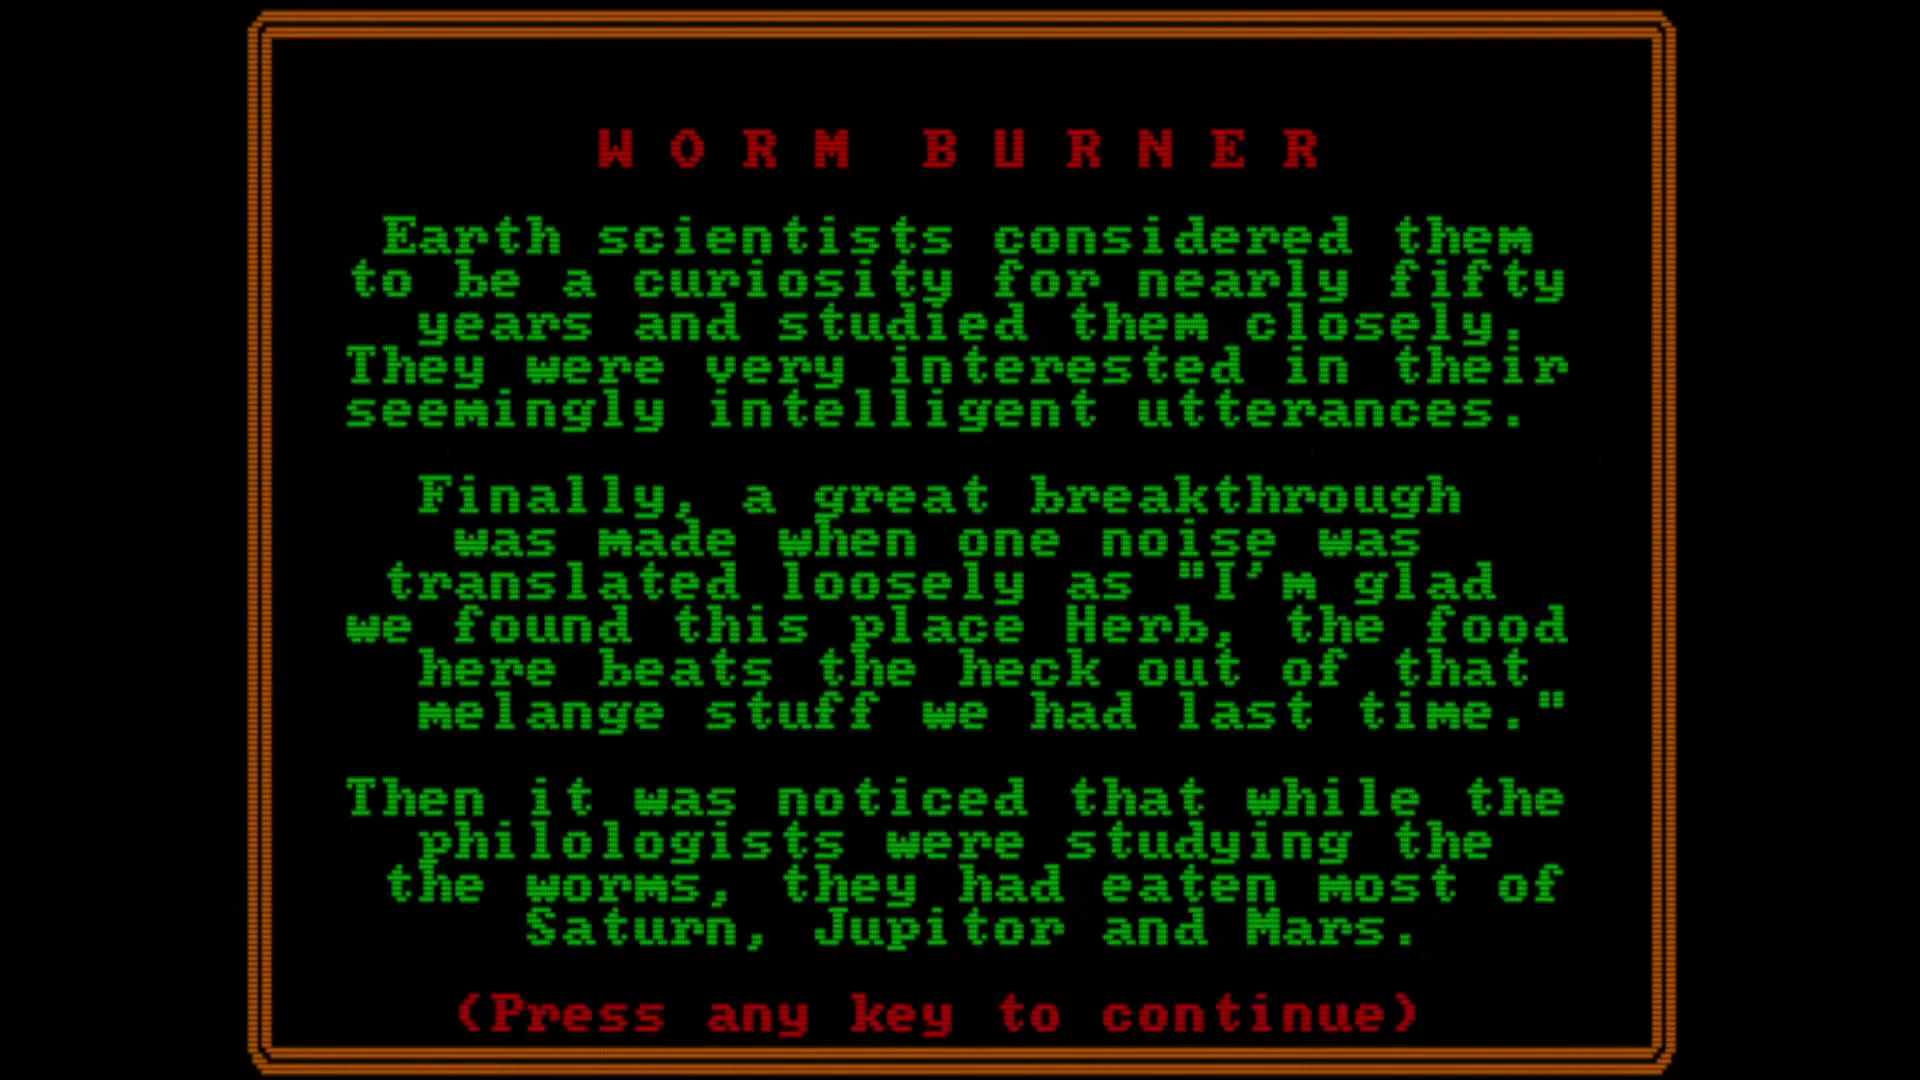 W O R M  B U R N E R
Earth scientists considered them
to be a curiosity for nearly fifty
years and studied them closely.
They were very interested in their
seemingly intelligent utterances.
Finally, a great breakthrough
was made when one noise was
translated loosely as "I'm glad
we found this place Herb, the food
here beats the heck out of that
melange stuff we had last time."
Then it was noticed that while the
philologists were studying the
the worms, they had eaten most of
Saturn, Jupitor and Mars.
(Press any key to continue)